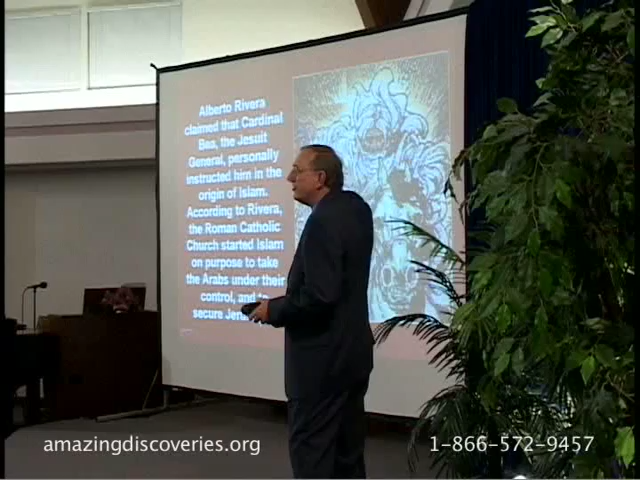 Alberto Rivera
claimed that Cardinal
Bea, the Jesuit
General, personally
instructed him in the
origin of Islam.
According to Rivera,
the Roman Catholic
Church started Islam
on purpose to take
the Arabs under their
control, and to
secure
amazingdiscoveries.org
1-866-572-9457